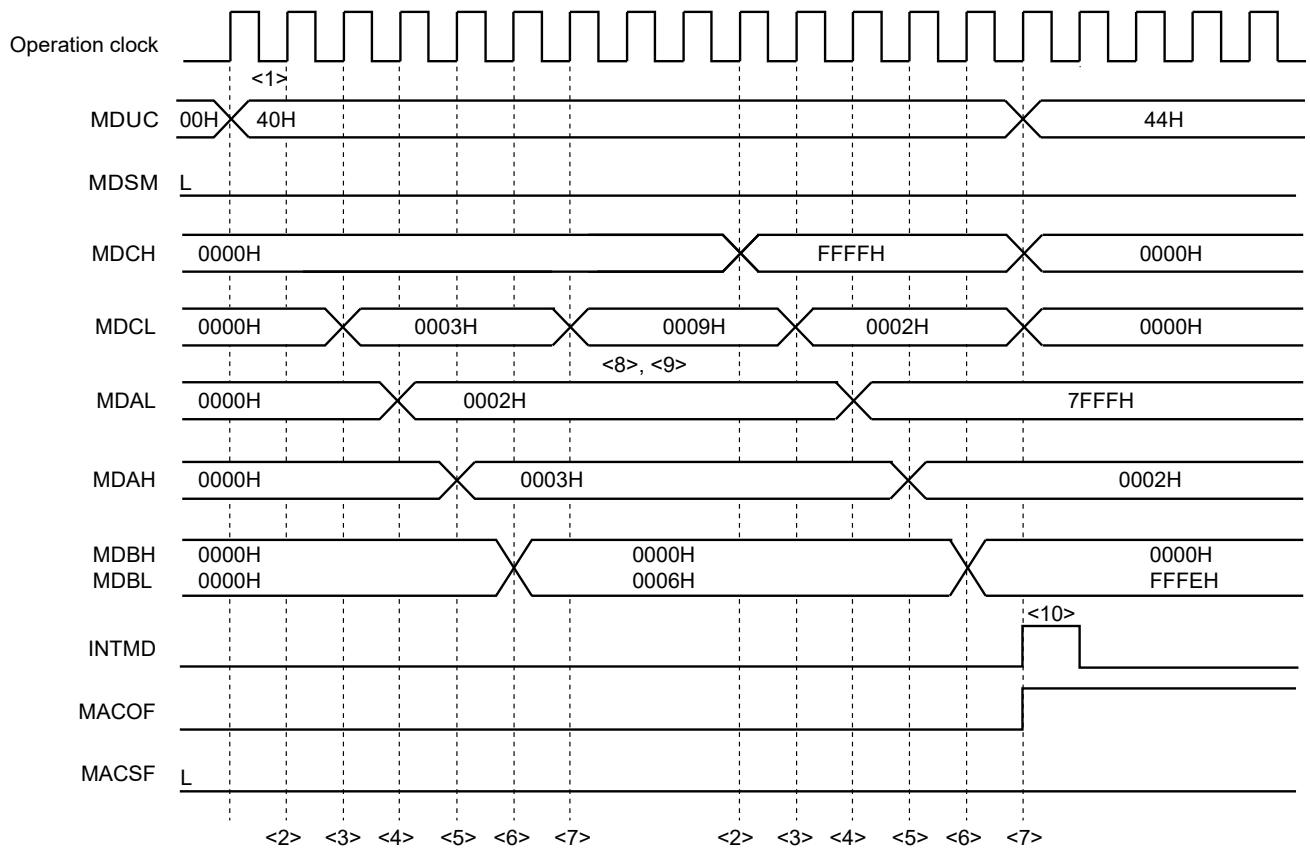 Operation clock
<1>
MDUC 00H 40H 44H
MDSM L
MDCH 0000H FFFFH 0000H
MDCL 0000H 0003H 0009H 0002H 0000H
<8>, <9>
MDAL 0000H 0002H 7FFFH
MDAH 0000H 0003H 0002H
MDBH 0000H 0000H 0000H
MDBL 0000H 0006H FFFEH
<10>
INTMD
MACOF
MACSF L
<2> <3> <4> <5> <6> <7> <2> <3> <4> <5> <6> <7>